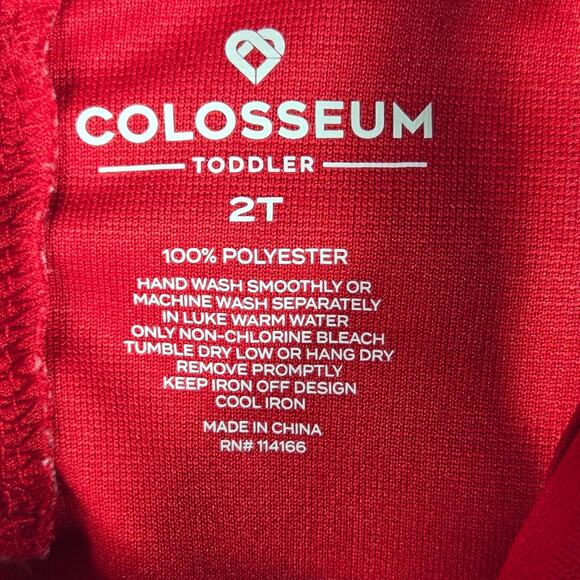 COLOSSEUM
TODDLER
2T
100% POLYESTER
HAND WASH SMOOTHLY OR
MACHINE WASH SEPARATELY
IN LUKE WARM WATER
ONLY NON-CHLORINE BLEACH
TUMBLE DRY LOW OR HANG DRY
REMOVE PROMPTLY
KEEP IRON OFF DESIGN
COOL IRON
MADE IN CHINA
RN# 114166